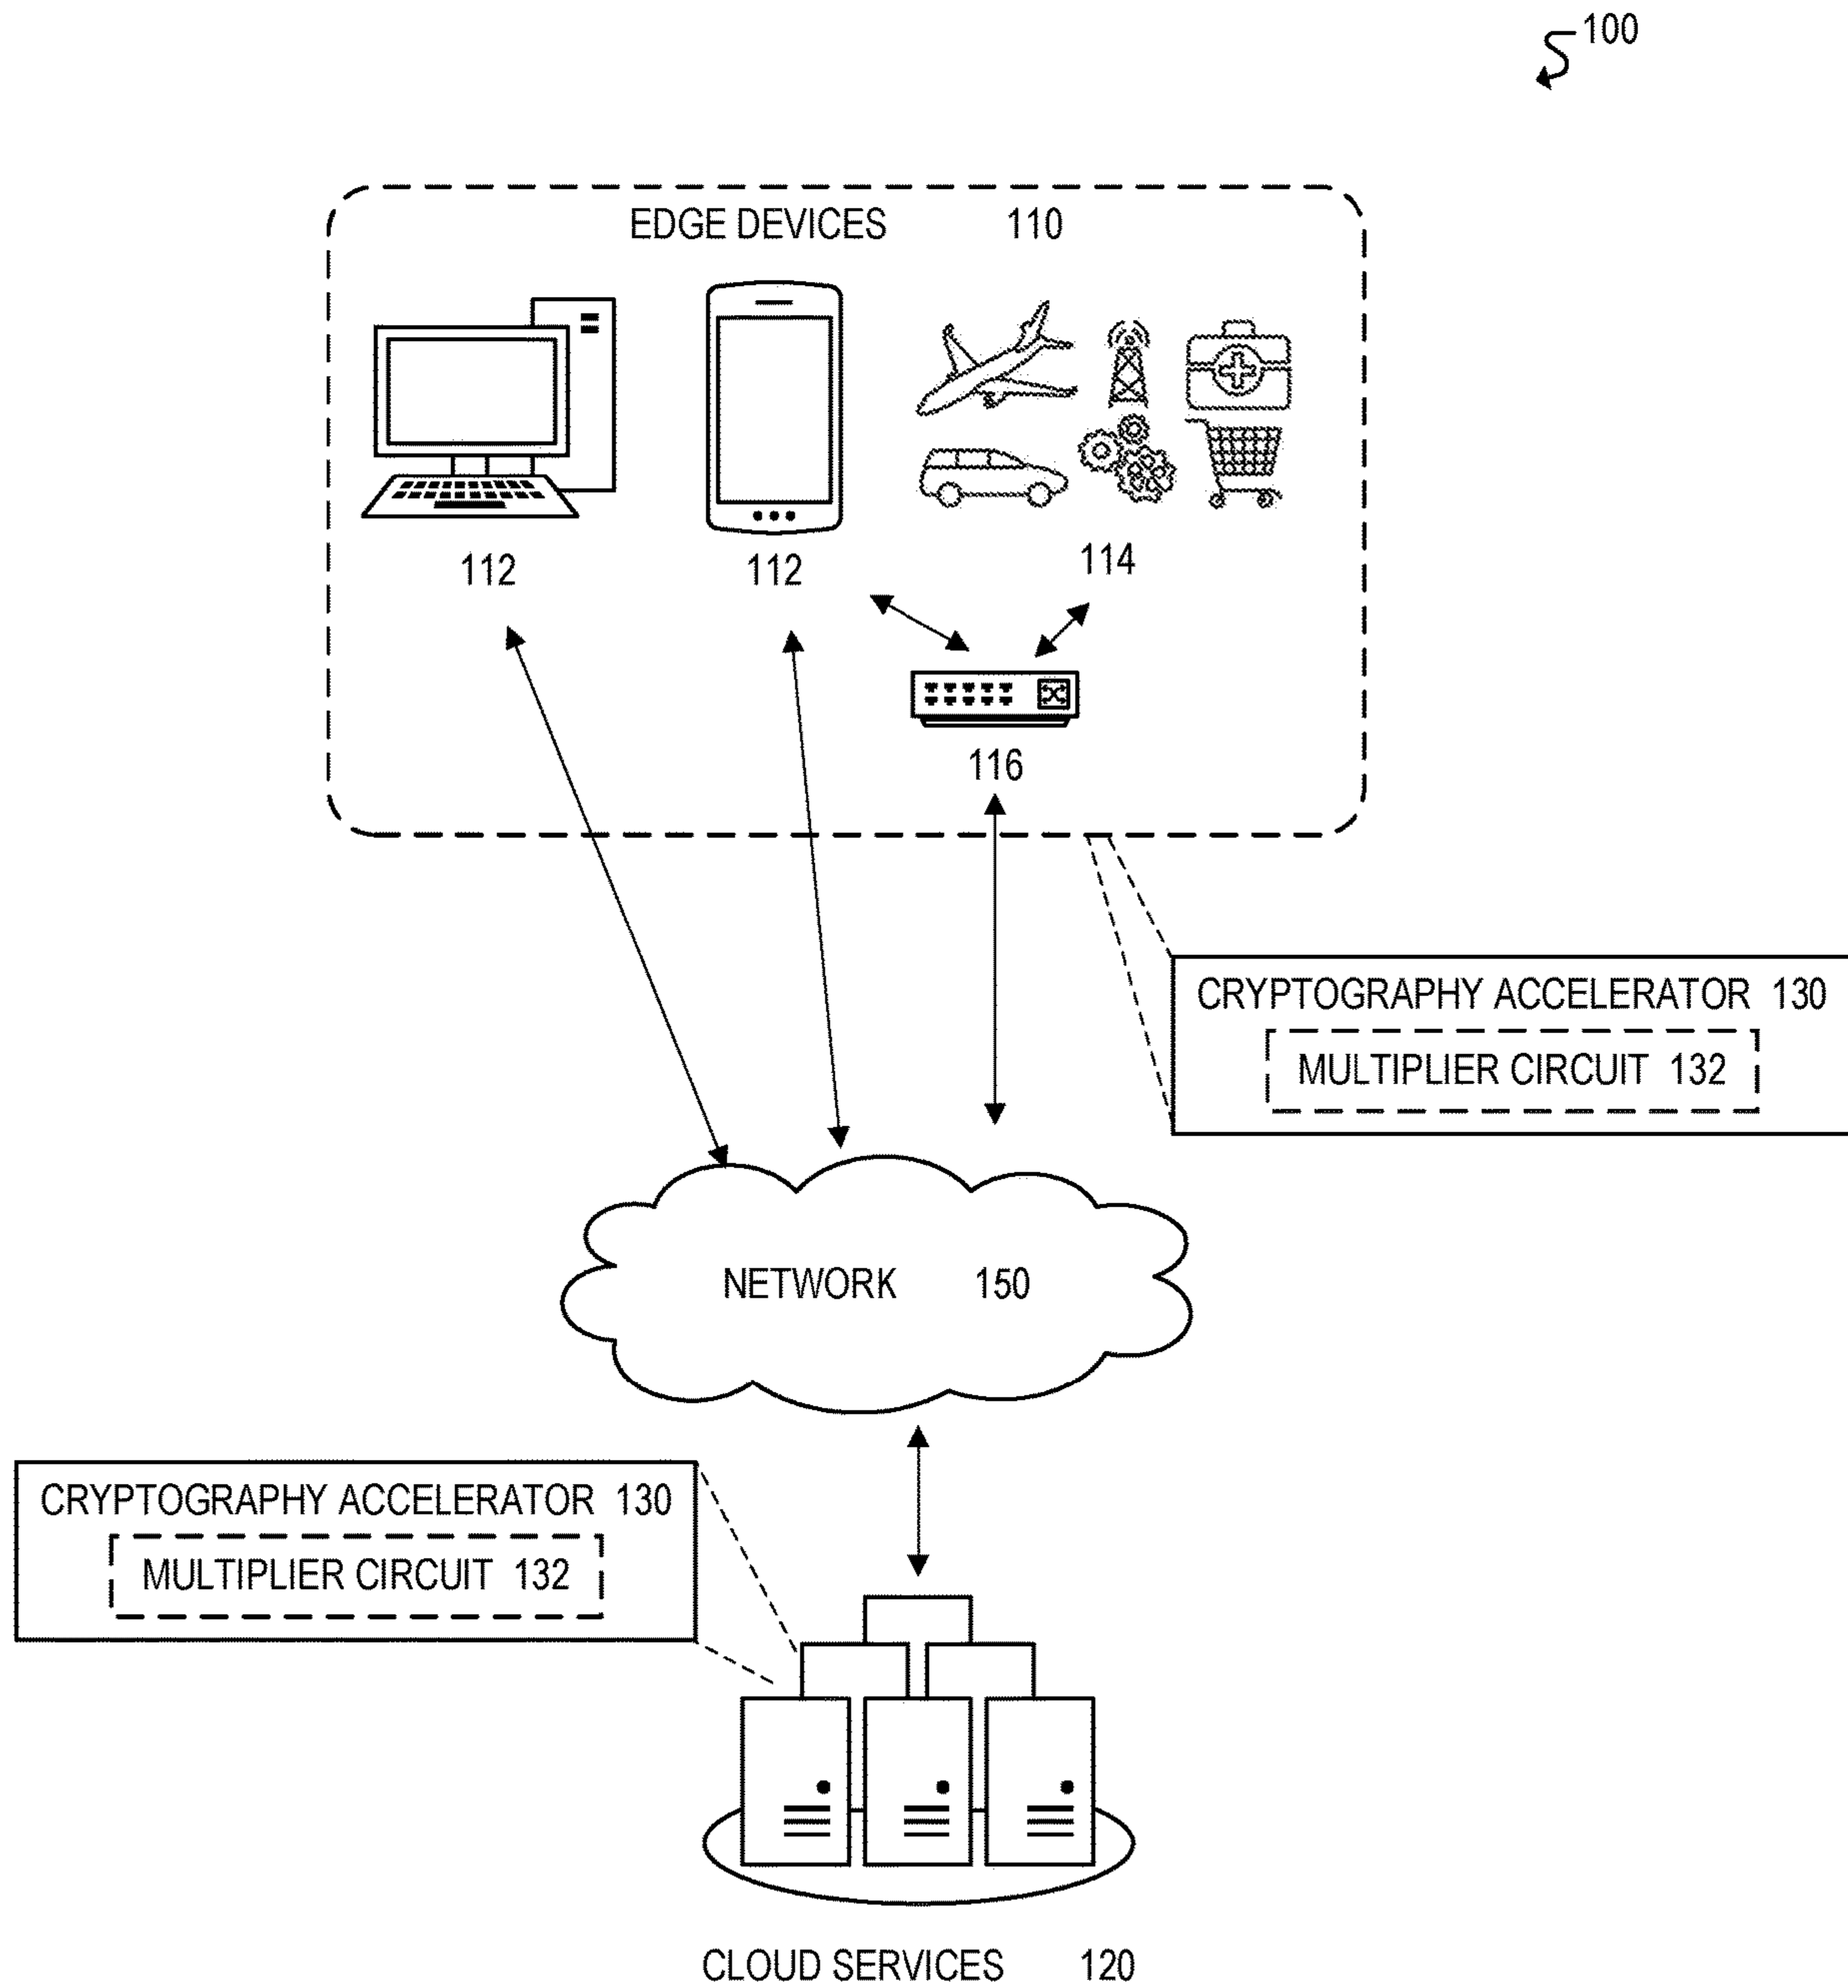 100
EDGE DEVICES 110
112 112 114
116
CRYPTOGRAPHY ACCELERATOR 130
MULTIPLIER CIRCUIT 132
NETWORK 150
CRYPTOGRAPHY ACCELERATOR 130
MULTIPLIER CIRCUIT 132
CLOUD SERVICES 120